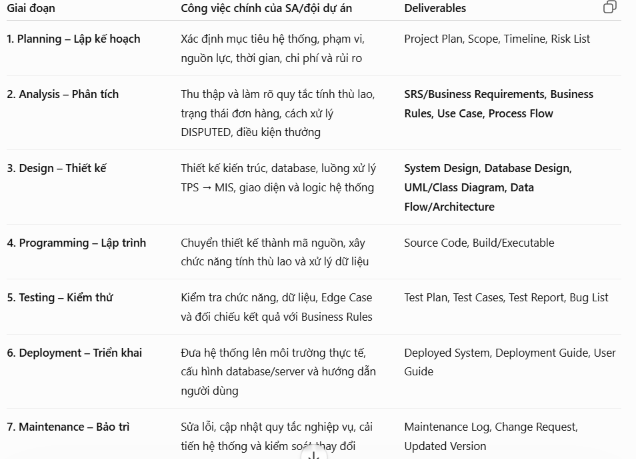 Giai đoạn Công việc chính của SA/đội dự án Deliverables
1. Planning – Lập kế hoạch Xác định mục tiêu hệ thống, phạm vi, Project Plan, Scope, Timeline, Risk List
nguồn lực, thời gian, chi phí và rủi ro
2. Analysis – Phân tích Thu thập và làm rõ quy tắc tính thù lao, SRS/Business Requirements, Business
trạng thái đơn hàng, cách xử lý Rules, Use Case, Process Flow
DISPUTED, điều kiện thưởng
3. Design – Thiết kế Thiết kế kiến trúc, database, luồng xử lý System Design, Database Design,
TPS → MIS, giao diện và logic hệ thống UML/Class Diagram, Data
Flow/Architecture
4. Programming – Lập trình Chuyển thiết kế thành mã nguồn, xây Source Code, Build/Executable
chức năng tính thù lao và xử lý dữ liệu
5. Testing – Kiểm thử Kiểm tra chức năng, dữ liệu, Edge Case Test Plan, Test Cases, Test Report, Bug List
và đối chiếu kết quả với Business Rules
6. Deployment – Triển khai Đưa hệ thống lên môi trường thực tế, Deployed System, Deployment Guide, User
cấu hình database/server và hướng dẫn Guide
người dùng
7. Maintenance – Bảo trì Sửa lỗi, cập nhật quy tắc nghiệp vụ, cải Maintenance Log, Change Request,
tiến hệ thống và kiểm soát thay đổi Updated Version